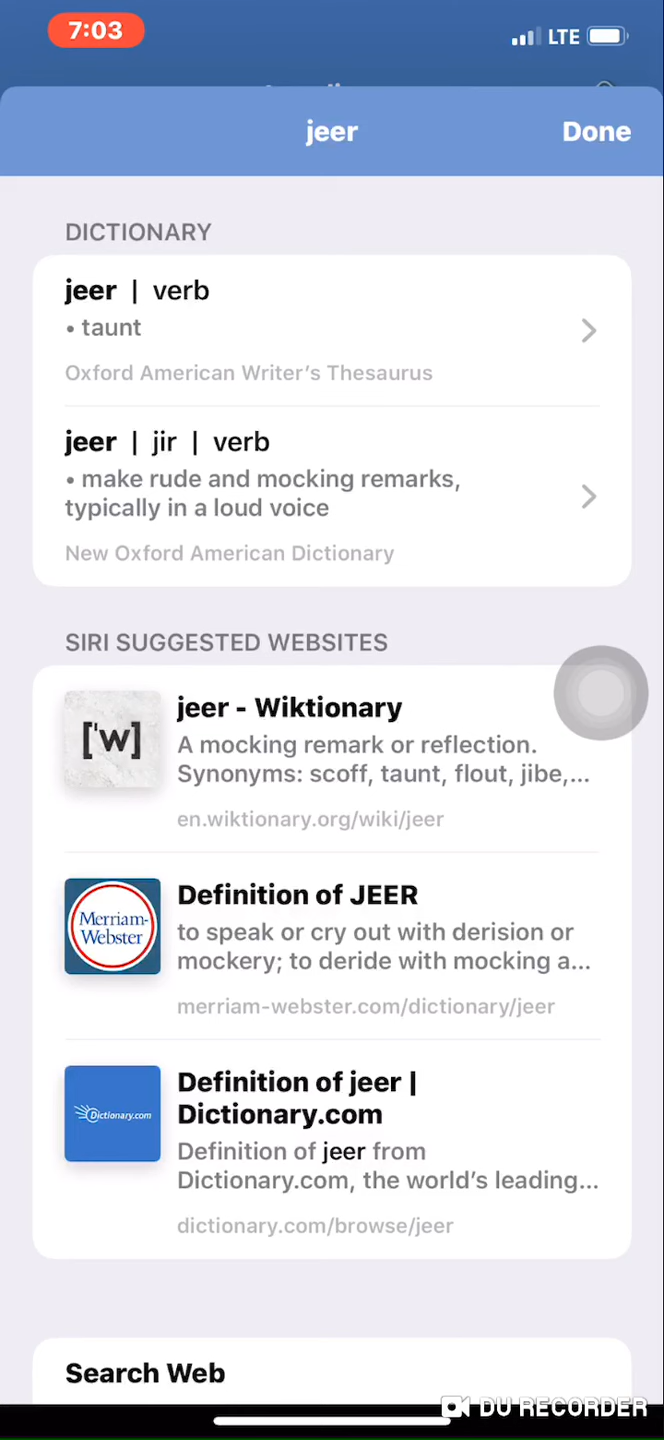 7:03
LTE
jeer
Done
DICTIONARY
jeer | verb
• taunt
Oxford American Writer's Thesaurus
jeer | jir | verb
• make rude and mocking remarks,
typically in a loud voice
New Oxford American Dictionary
SIRI SUGGESTED WEBSITES
['w]
jeer - Wiktionary
A mocking remark or reflection.
Synonyms: scoff, taunt, flout, jibe,...
en.wiktionary.org/wiki/jeer
Merriam-
Webster
Definition of JEER
to speak or cry out with derision or
mockery; to deride with mocking a...
merriam-webster.com/dictionary/jeer
Dictionary.com
Definition of jeer |
Dictionary.com
Definition of jeer from
Dictionary.com, the world's leading...
dictionary.com/browse/jeer
Search Web
DU RECORDER